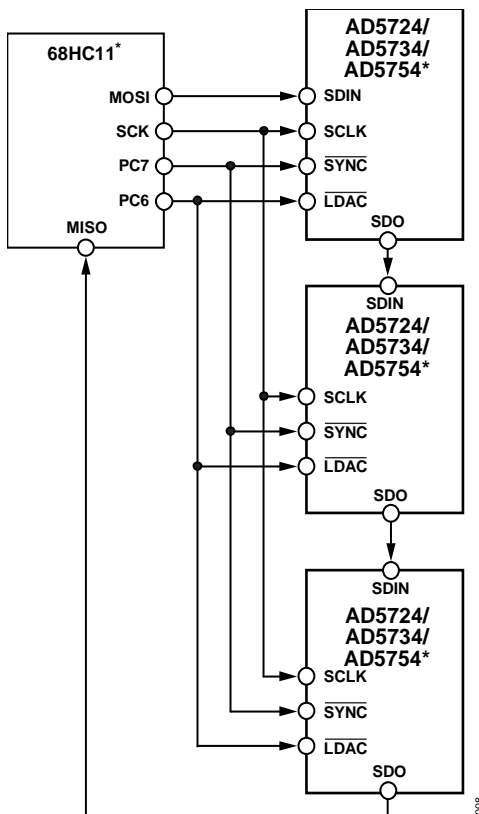 68HC11*
MOSI
SCK
PC7
PC6
MISO
AD5724/
AD5734/
AD5754*
SDIN
SCLK
SYNC
LDAC
SDO
SDIN
AD5724/
AD5734/
AD5754*
SCLK
SYNC
LDAC
SDO
SDIN
AD5724/
AD5734/
AD5754*
SCLK
SYNC
LDAC
SDO